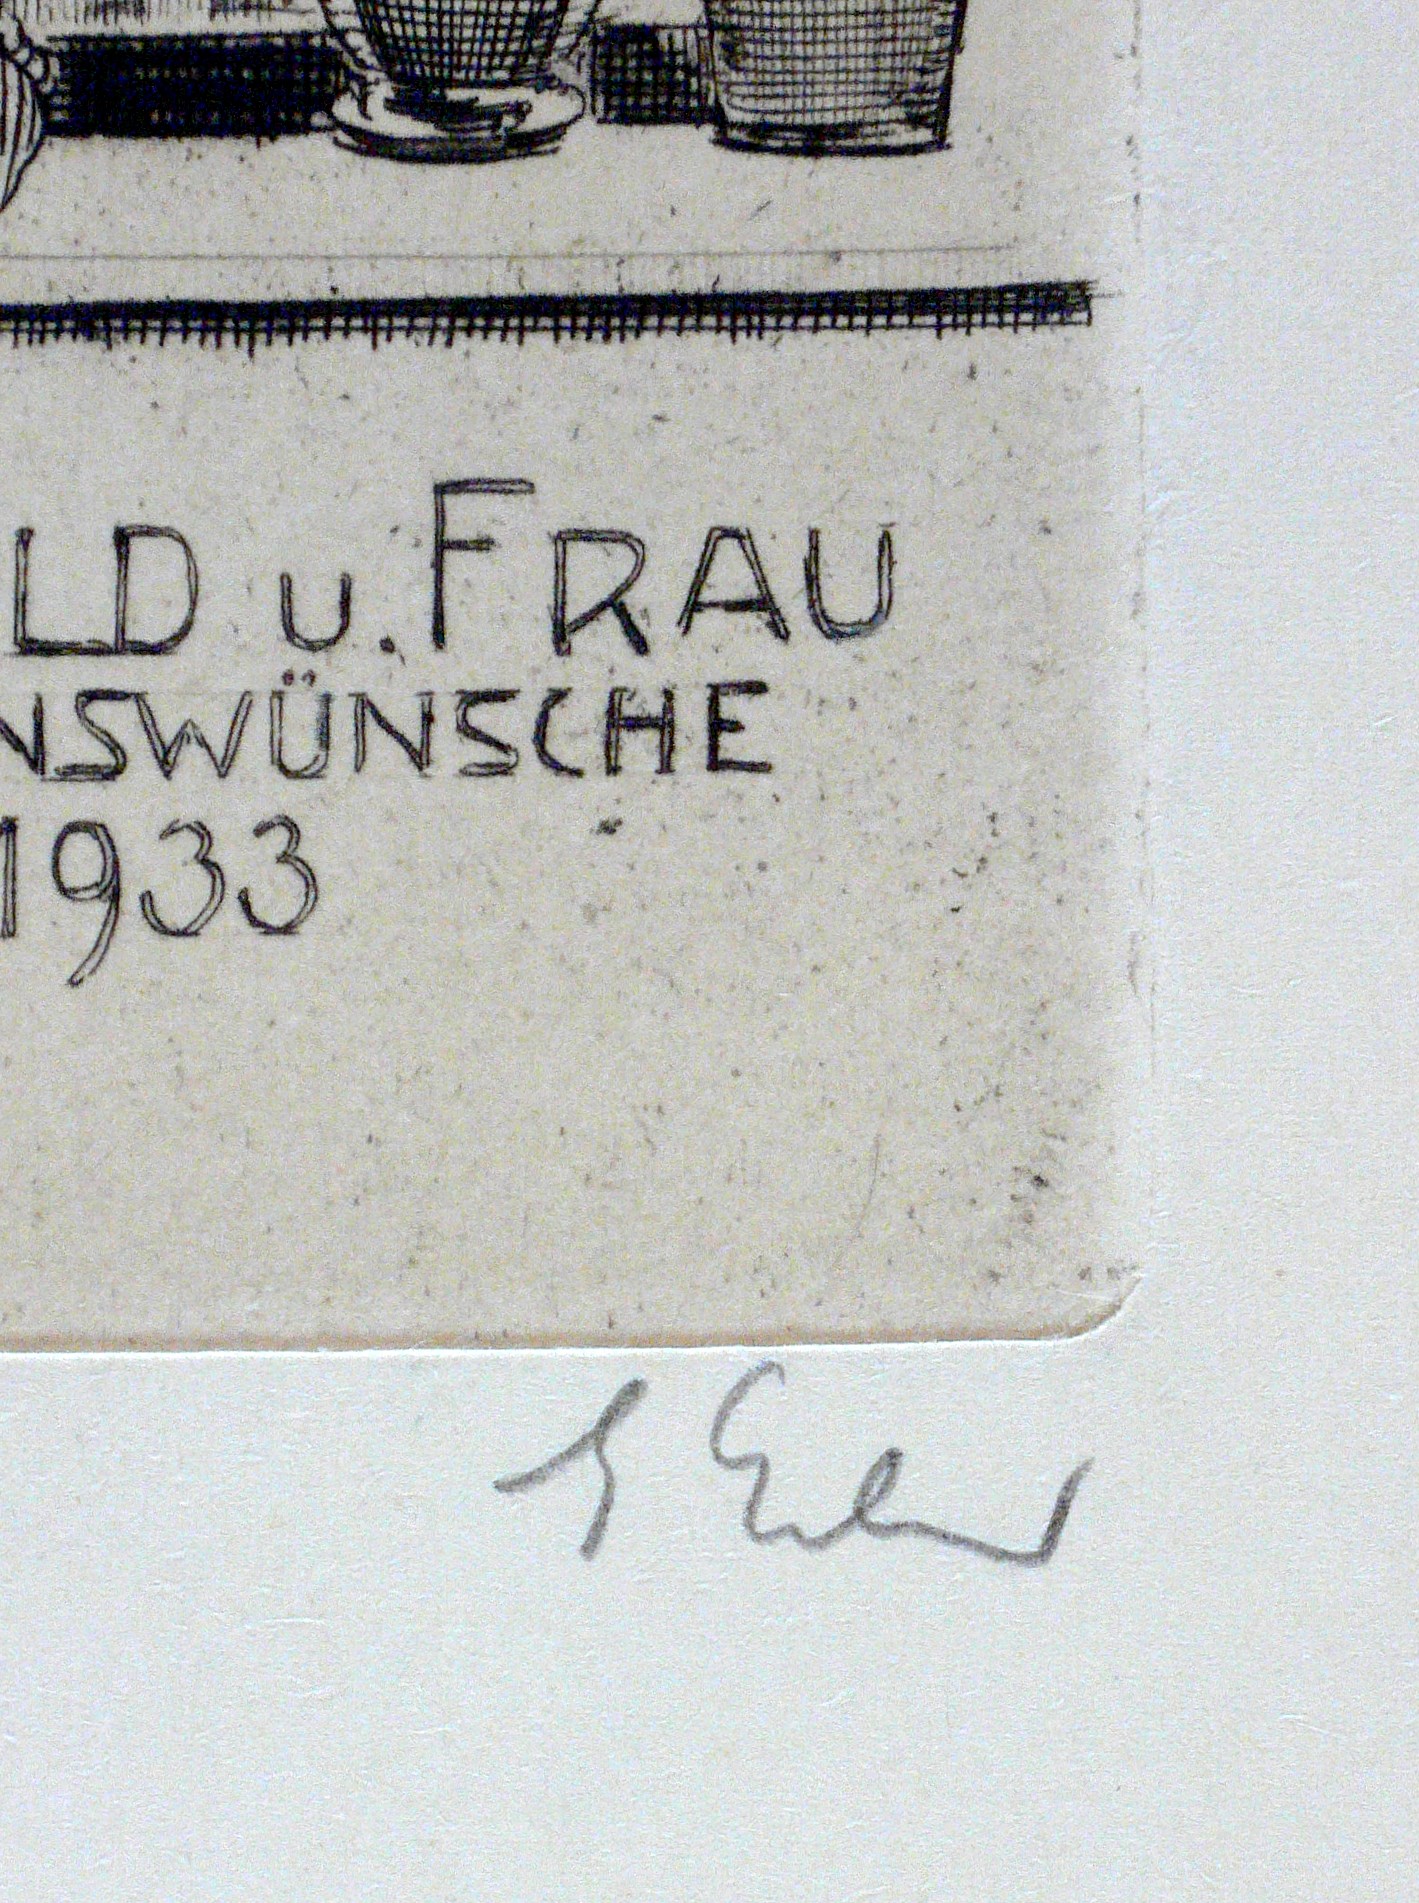 LD u. FRAU
NSWÜNSCHE
1933